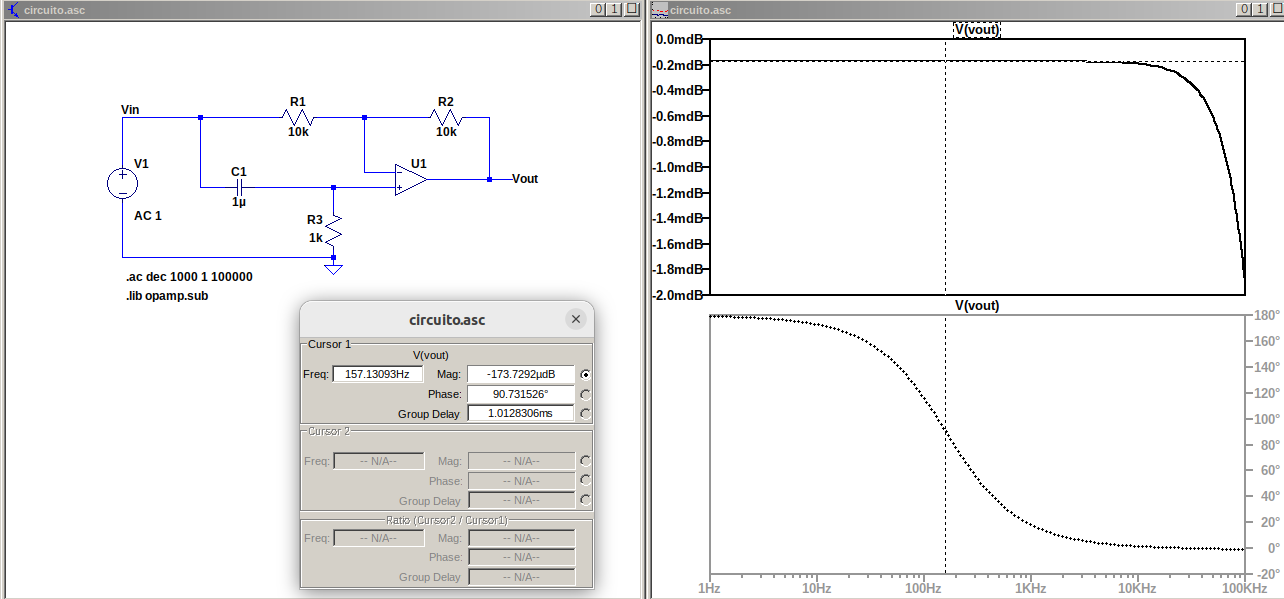 circuito.asc
0 1
Vin
R1
10k
R2
10k
V1
AC 1
C1
1µ
U1
Vout
R3
1k
.ac dec 1000 1 100000
.lib opamp.sub
circuito.asc
Cursor 1
V(vout)
Freq: 157.13093Hz Mag: -173.7292µdB
Phase: 90.731526°
Group Delay 1.0128306ms
Cursor 2
Freq: -- N/A-- Mag: -- N/A--
Phase: -- N/A--
Group Delay -- N/A--
Ratio (Cursor2 / Cursor1)
Freq: -- N/A-- Mag: -- N/A--
Phase: -- N/A--
Group Delay -- N/A--
circuito.asc
0 1
V(vout)
0.0mdB
-0.2mdB
-0.4mdB
-0.6mdB
-0.8mdB
-1.0mdB
-1.2mdB
-1.4mdB
-1.6mdB
-1.8mdB
-2.0mdB
V(vout)
180°
160°
140°
120°
100°
80°
60°
40°
20°
0°
-20°
1Hz 10Hz 100Hz 1KHz 10KHz 100KHz